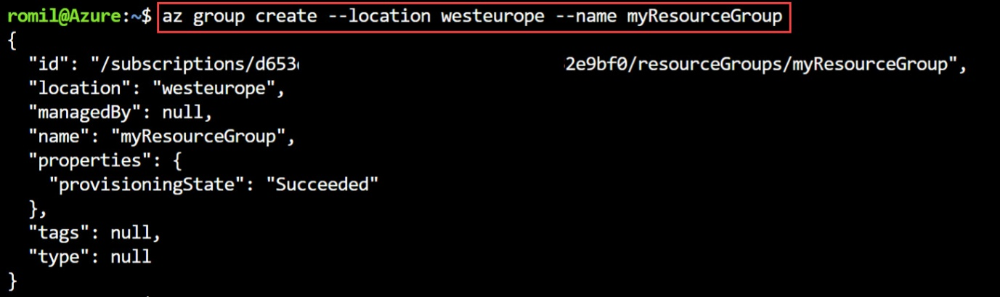 romil@Azure:~$ az group create --location westeurope --name myResourceGroup
{
  "id": "/subscriptions/d653 2e9bf0/resourceGroups/myResourceGroup",
  "location": "westeurope",
  "managedBy": null,
  "name": "myResourceGroup",
  "properties": {
    "provisioningState": "Succeeded"
  },
  "tags": null,
  "type": null
}